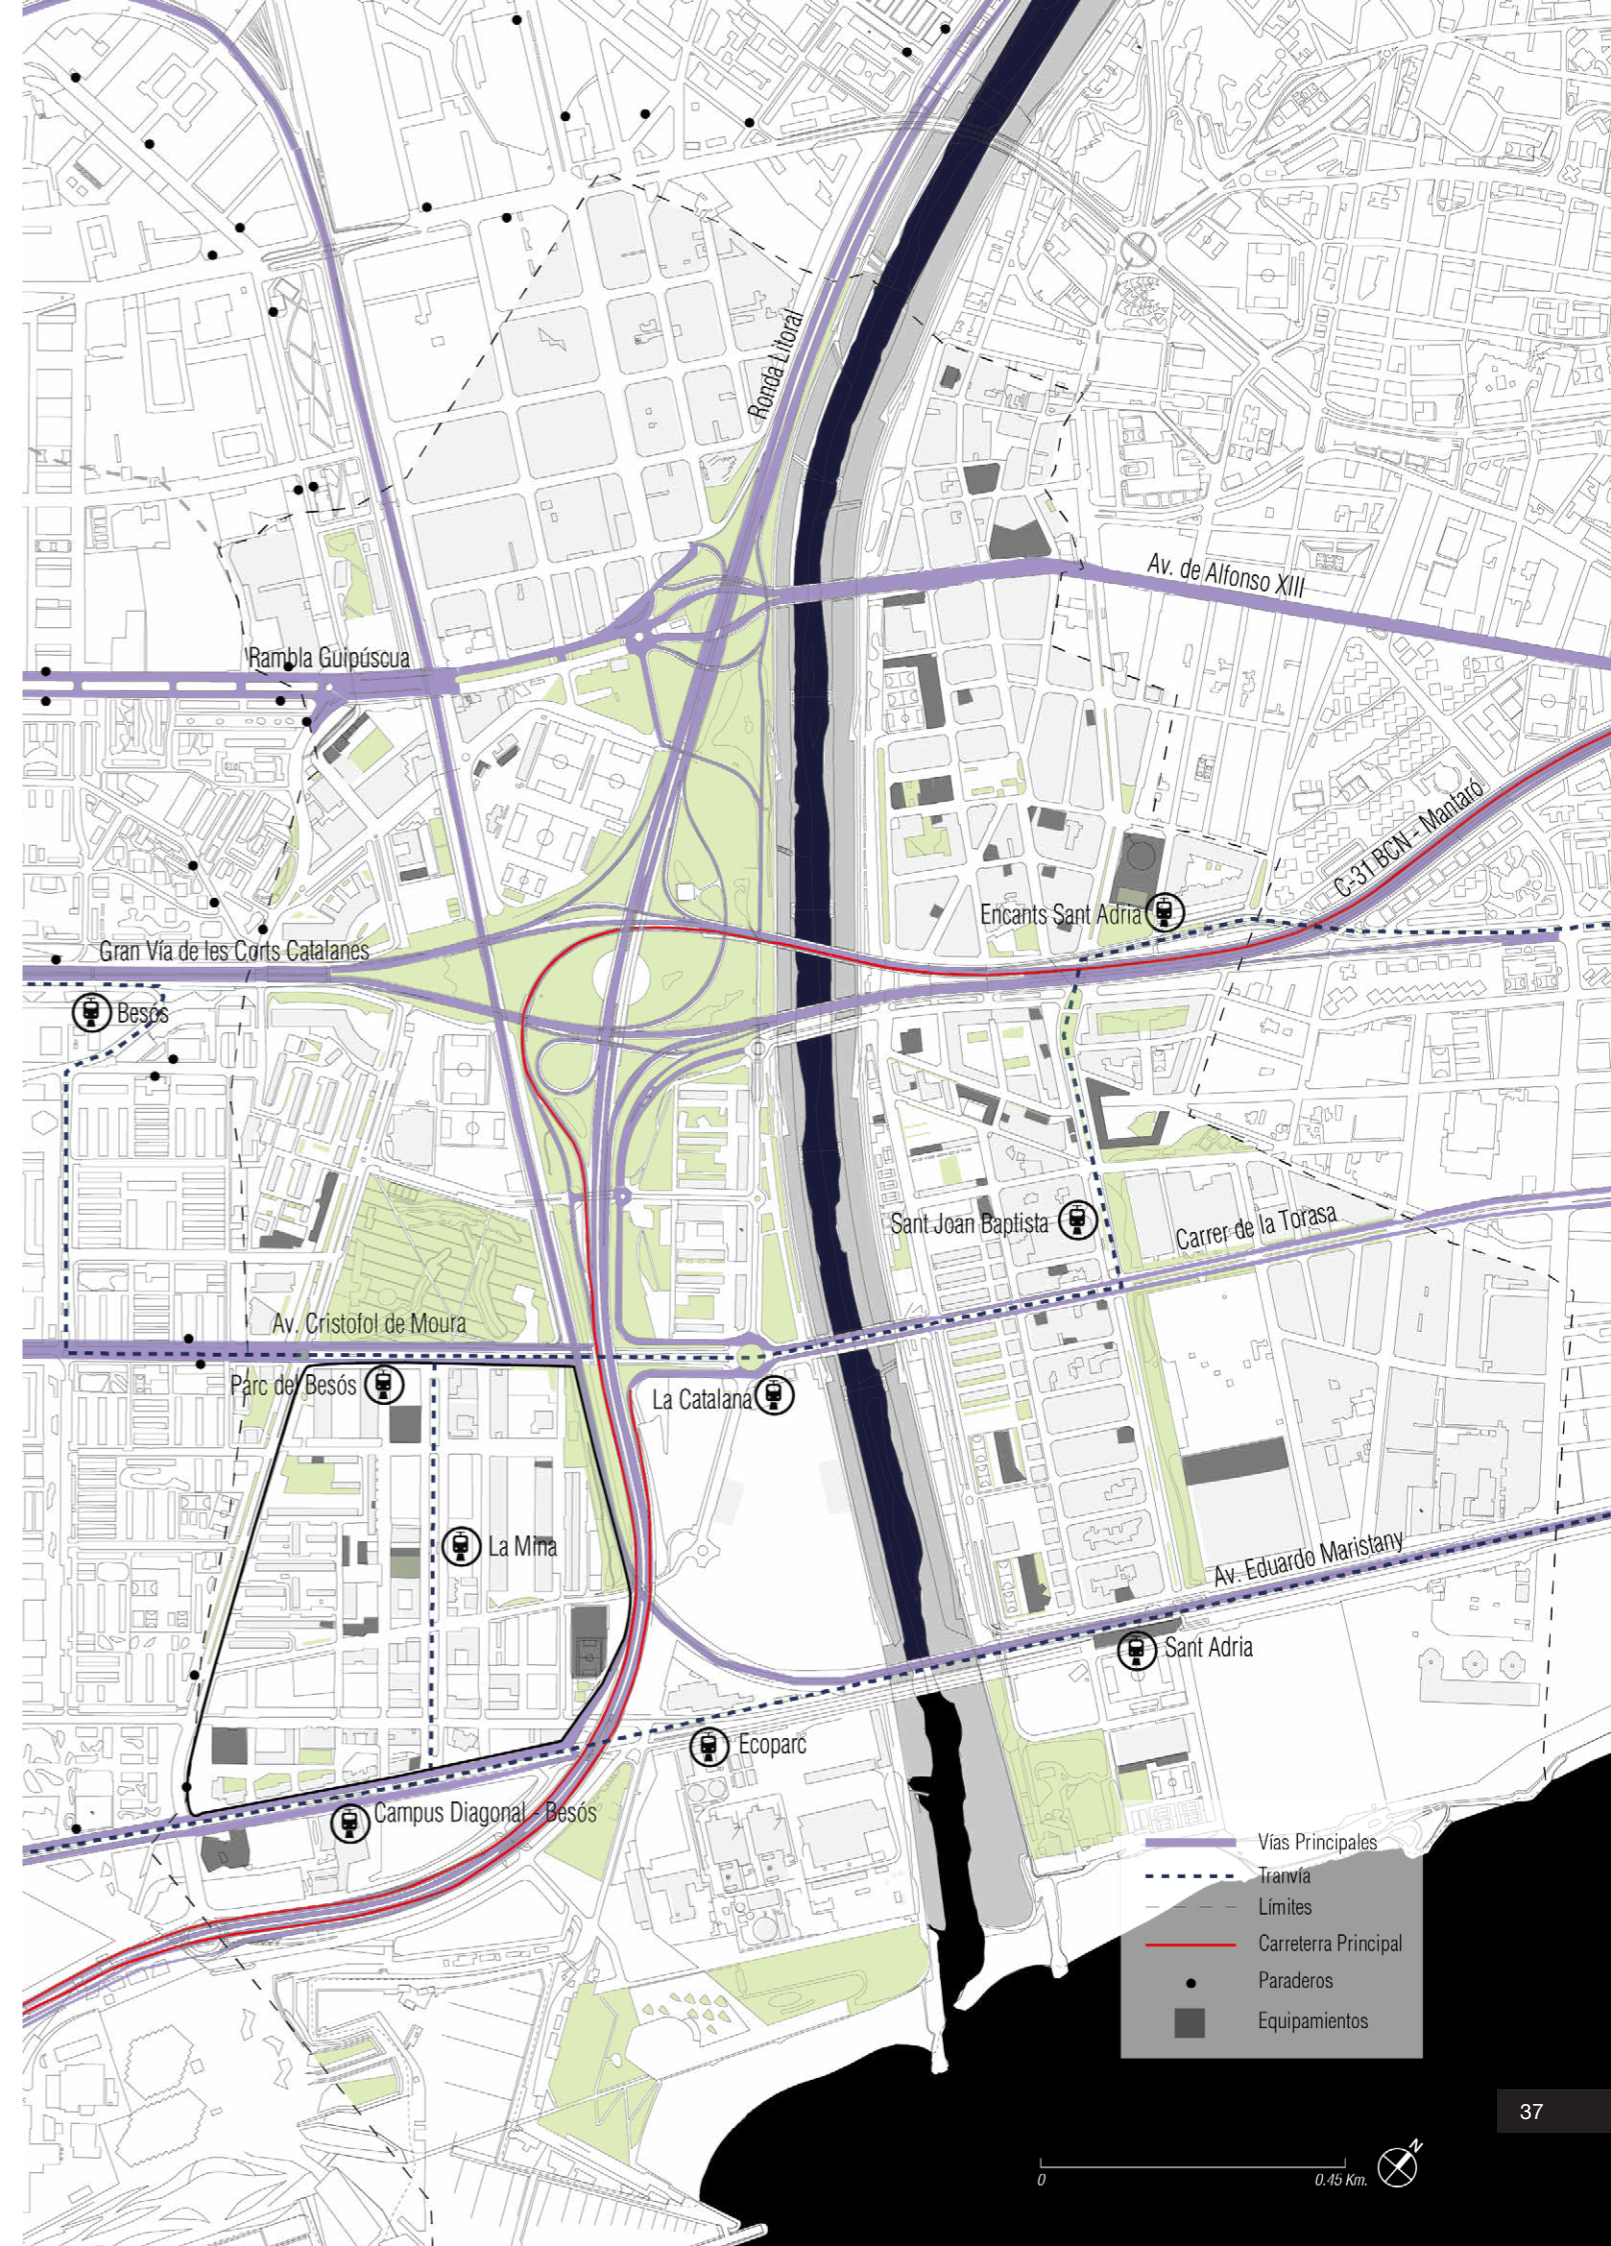 Ronda Litoral
Av. de Alfonso XIII
Rambla Guipúscua
C-31 BCN - Mantaró
Encants Sant Adria
Gran Vía de les Corts Catalanes
Besós
Sant Joan Baptista
Carrer de la Torasa
Av. Cristofol de Moura
Parc del Besós
La Catalana
La Mina
Av. Eduardo Maristany
Sant Adria
Ecoparc
Campus Diagonal - Besós
Vías Principales
Tranvía
Límites
Carreterra Principal
Paraderos
Equipamientos
37
N
0
0.45 Km.